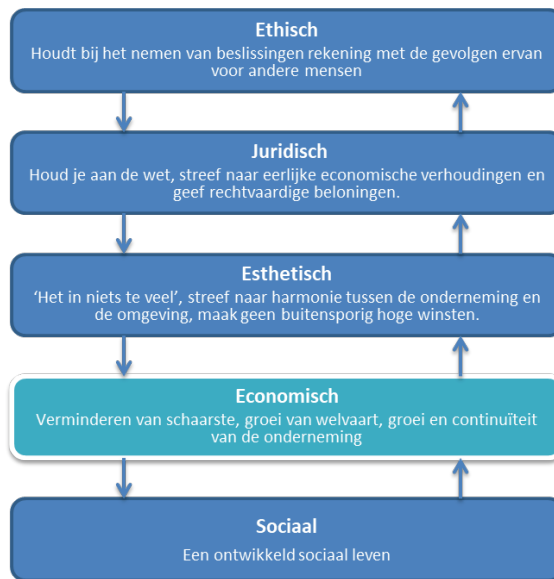 Ethisch
Houdt bij het nemen van beslissingen rekening met de gevolgen ervan
voor andere mensen
Juridisch
Houd je aan de wet, streef naar eerlijke economische verhoudingen en
geef rechtvaardige beloningen.
Esthetisch
‘Het in niets te veel’, streef naar harmonie tussen de onderneming en
de omgeving, maak geen buitensporig hoge winsten.
Economisch
Verminderen van schaarste, groei van welvaart, groei en continuïteit
van de onderneming
Sociaal
Een ontwikkeld sociaal leven